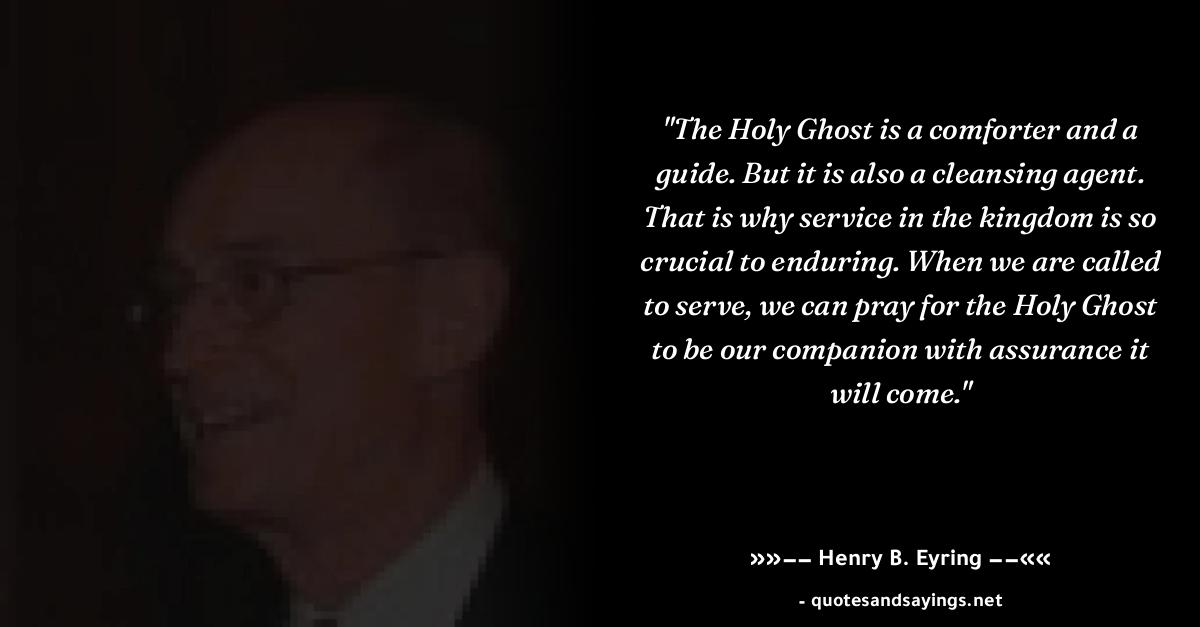 "The Holy Ghost is a comforter and a
guide. But it is also a cleansing agent.
That is why service in the kingdom is so
crucial to enduring. When we are called
to serve, we can pray for the Holy Ghost
to be our companion with assurance it
will come."
»»−− Henry B. Eyring −−««
- quotesandsayings.net